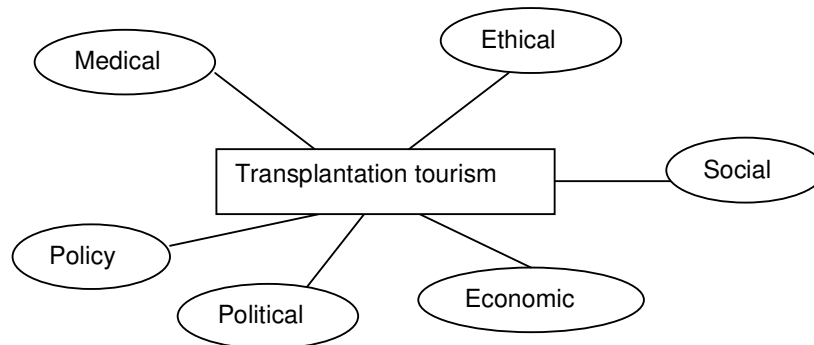 Ethical
Medical
Transplantation tourism
Social
Policy
Economic
Political